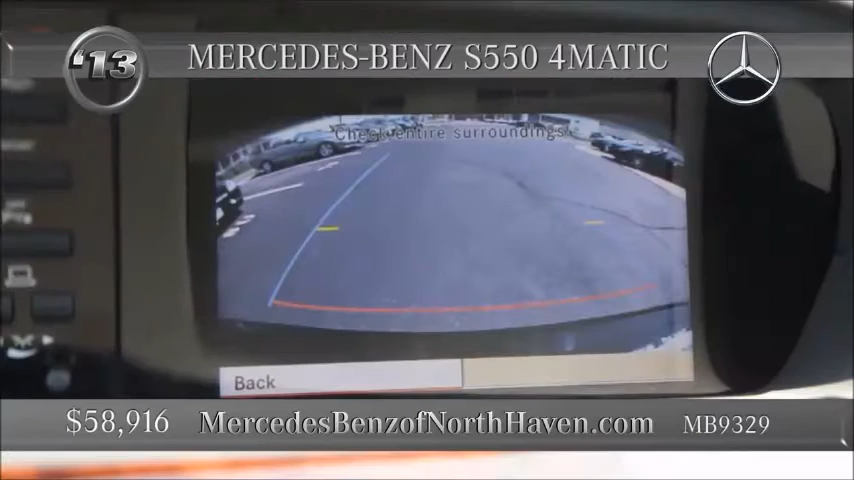 '13
MERCEDES-BENZ S550 4MATIC
Check entire surroundings!
Back
$58,916 MercedesBenzofNorthHaven.com MB9329